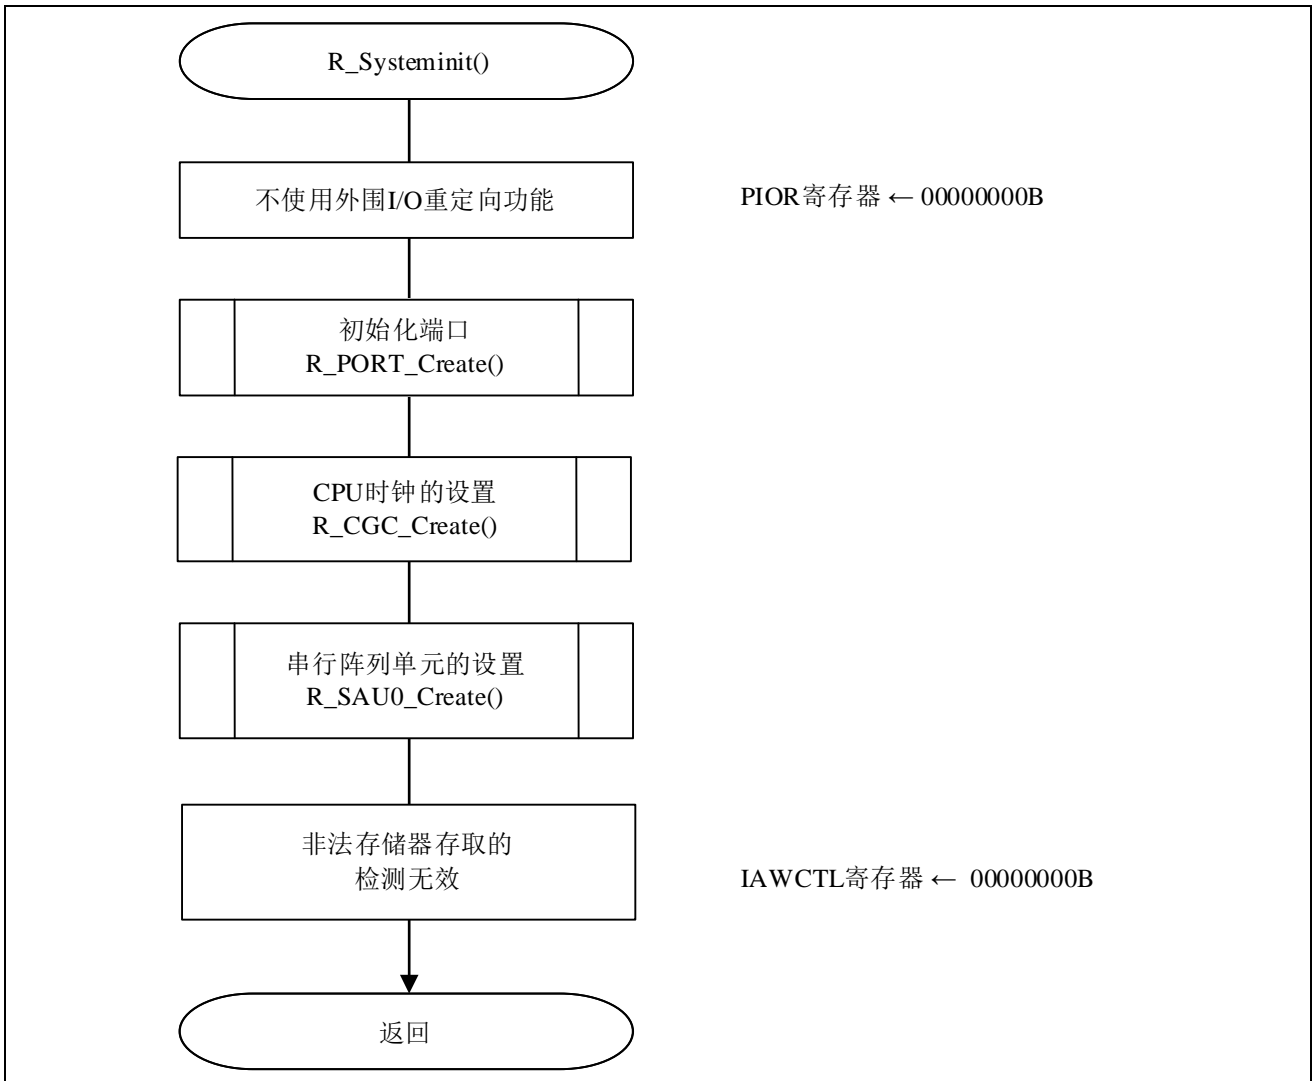 R_Systeminit()
不使用外围I/O重定向功能
PIOR寄存器 ← 00000000B
初始化端口
R_PORT_Create()
CPU时钟的设置
R_CGC_Create()
串行阵列单元的设置
R_SAU0_Create()
非法存储器存取的
检测无效
IAWCTL寄存器 ← 00000000B
返回